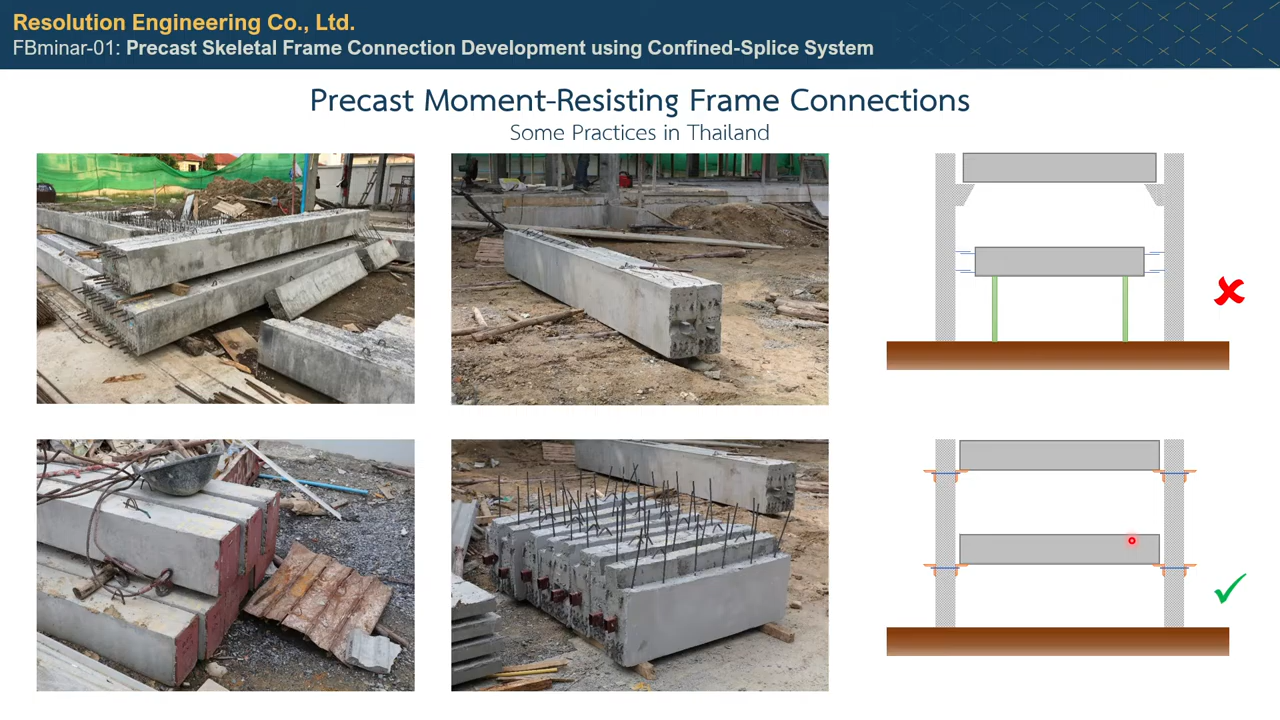 Resolution Engineering Co., Ltd.
FBminar-01: Precast Skeletal Frame Connection Development using Confined-Splice System
Precast Moment-Resisting Frame Connections
Some Practices in Thailand